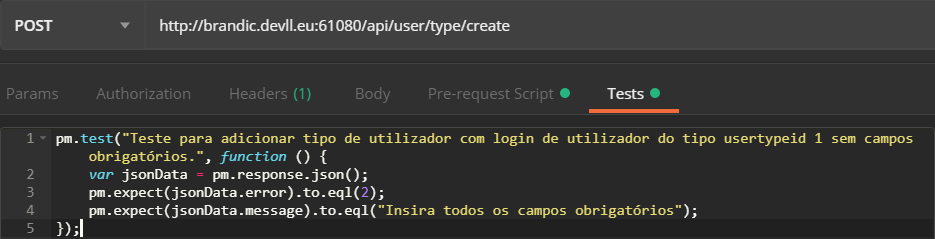 POST http://brandic.devll.eu:61080/api/user/type/create
Params Authorization Headers (1) Body Pre-request Script Tests
1 pm.test("Teste para adicionar tipo de utilizador com login de utilizador do tipo usertypeid 1 sem campos
obrigatórios.", function () {
2 var jsonData = pm.response.json();
3 pm.expect(jsonData.error).to.eql(2);
4 pm.expect(jsonData.message).to.eql("Insira todos os campos obrigatórios");
5 });